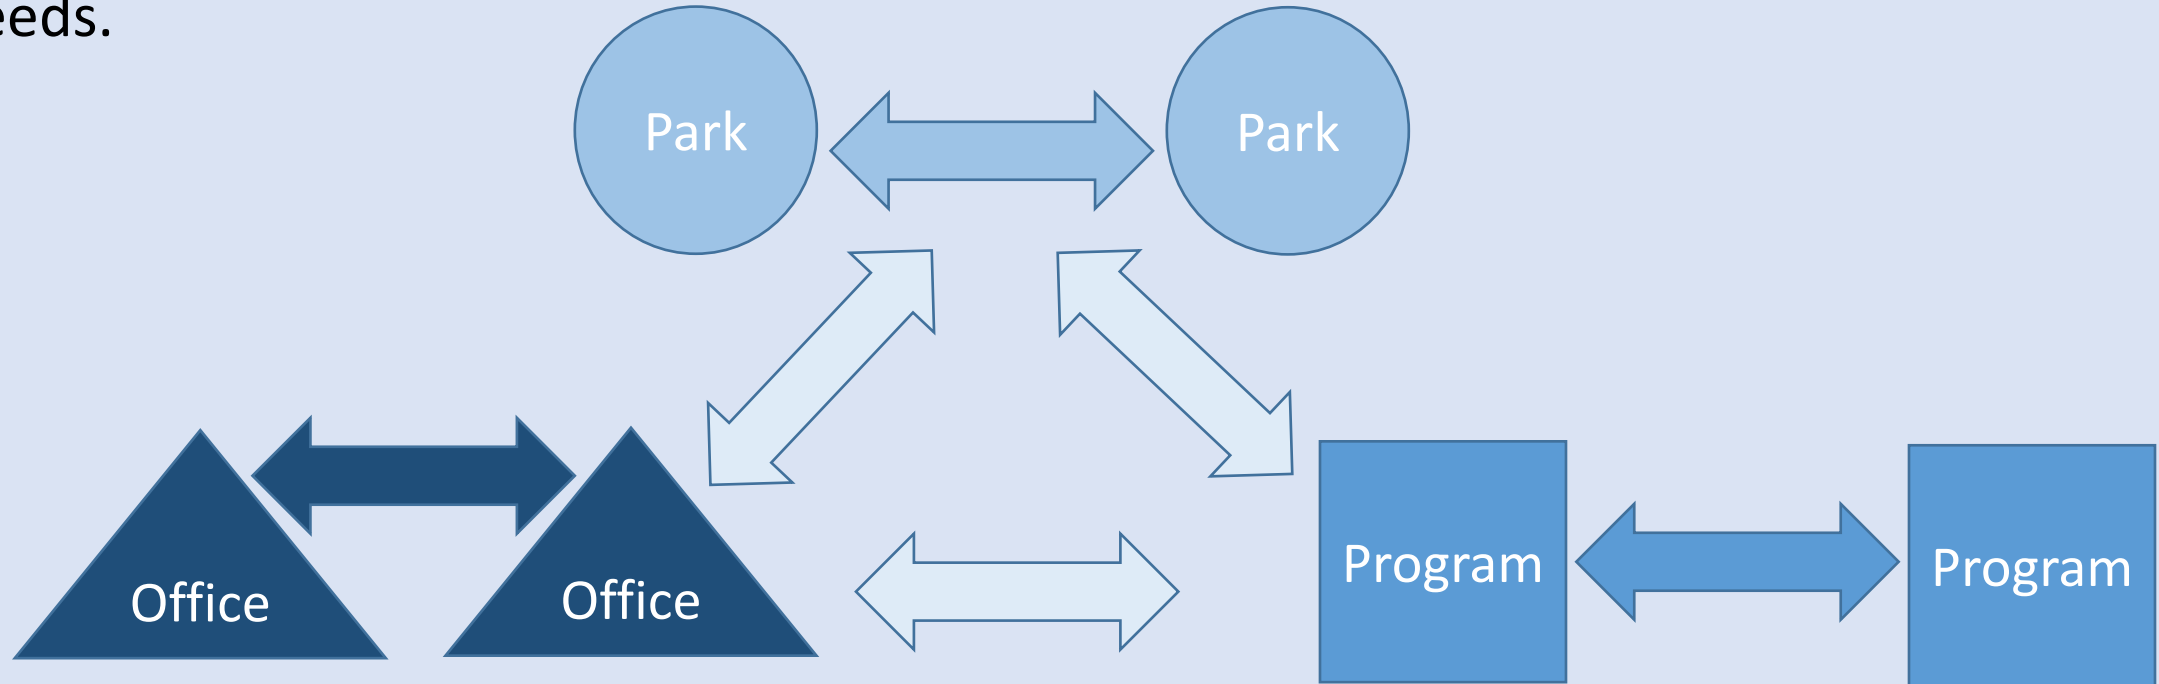 eeds.
Park
Park
Office
Office
Program
Program